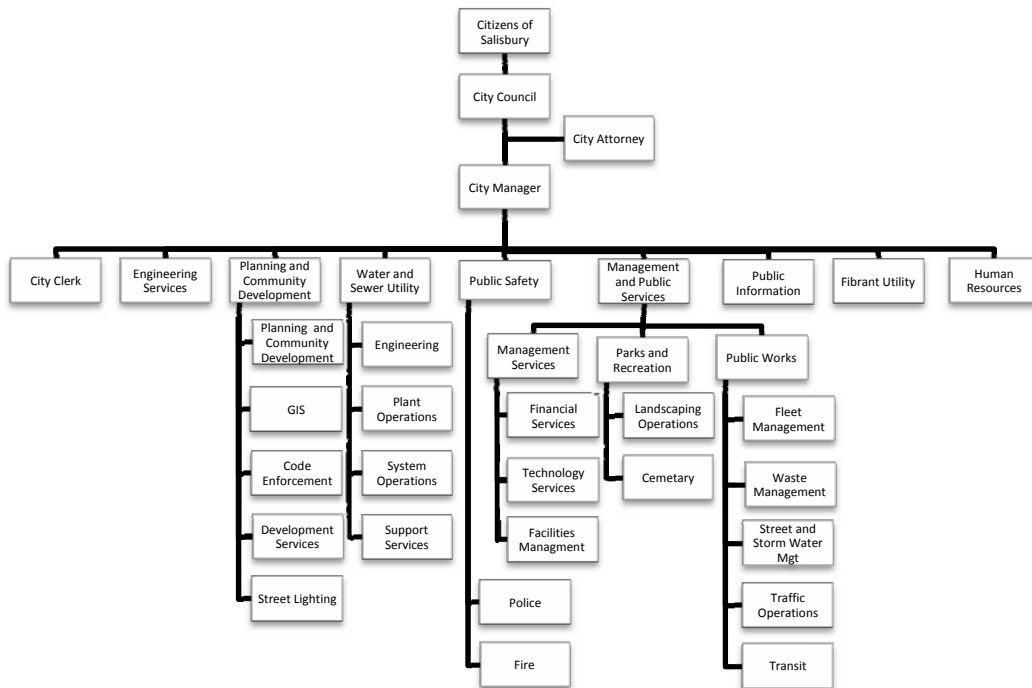 Citizens of
Salisbury
City Council
City Attorney
City Manager
City Clerk
Engineering
Services
Planning and
Community
Development
Water and
Sewer Utility
Public Safety
Management
and Public
Services
Public
Information
Fibrant Utility
Human
Resources
Planning and
Community
Development
GIS
Code
Enforcement
Development
Services
Street Lighting
Engineering
Plant
Operations
System
Operations
Support
Services
Police
Fire
Management
Services
Financial
Services
Technology
Services
Facilities
Managment
Parks and
Recreation
Landscaping
Operations
Cemetary
Public Works
Fleet
Management
Waste
Management
Street and
Storm Water
Mgt
Traffic
Operations
Transit